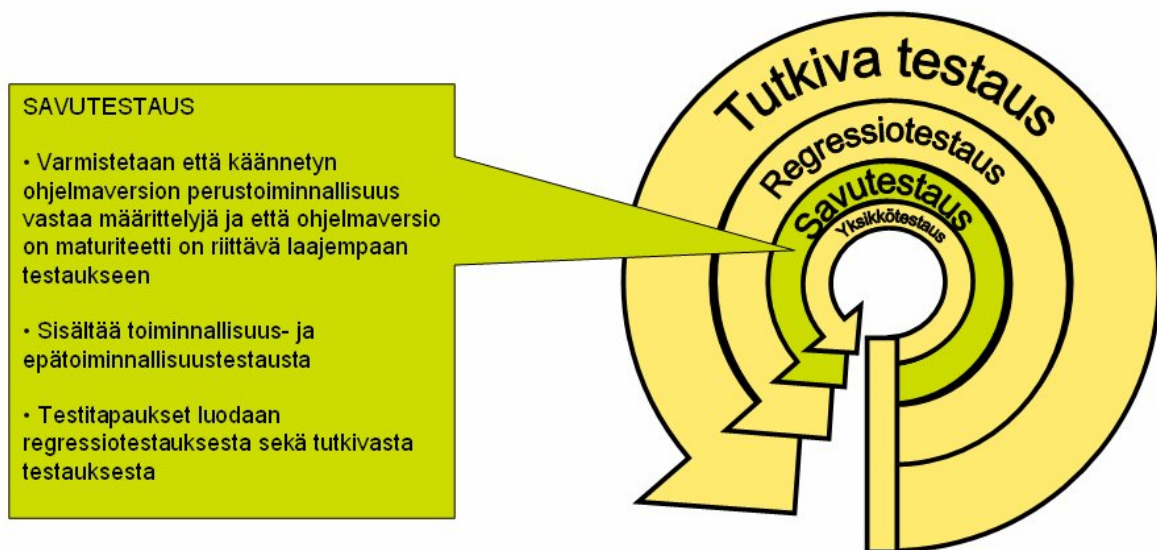 SAVUTESTAUS
• Varmistetaan että käännetyn
ohjelmaversion perustoiminnallisuus
vastaa määrittelyjä ja että ohjelmaversio
on maturiteetti on riittävä laajempaan
testaukseen
• Sisältää toiminnallisuus- ja
epätoiminnallisuustestausta
• Testitapaukset luodaan
regressiotestauksesta sekä tutkivasta
testauksesta
Tutkiva testaus
Regressiotestaus
Savutestaus
Yksikkötestaus